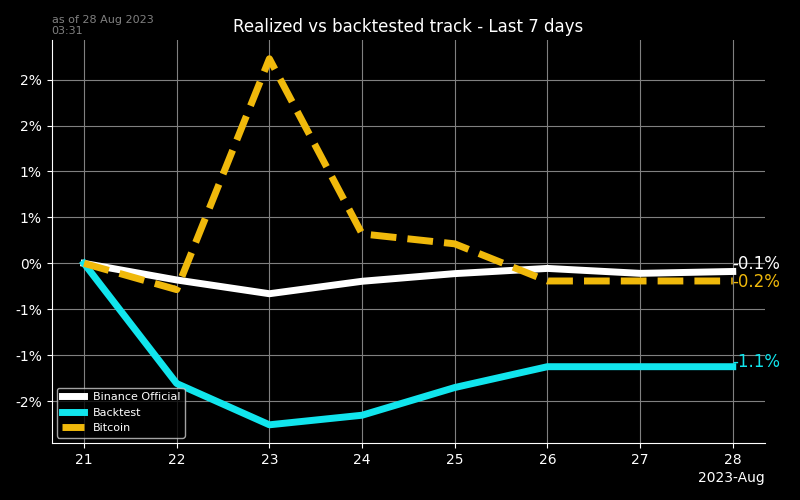 as of 28 Aug 2023
03:31
Realized vs backtested track - Last 7 days
2%
2%
1%
1%
0%
-1%
-1%
-2%
-0.1%
-0.2%
-1.1%
Binance Official
Backtest
Bitcoin
21 22 23 24 25 26 27 28
2023-Aug